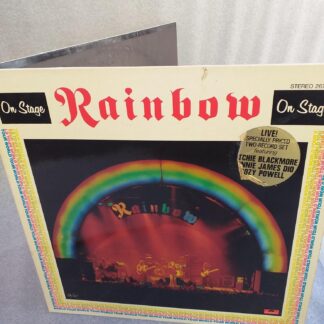 STEREO 26
On Stage
Rainbow
On Stag
LIVE!
SPECIALLY PRICED
TWO RECORD SET
featuring
TCHIE BLACKMORE
NNIE JAMES DIO
OZY POWELL
Rainbow